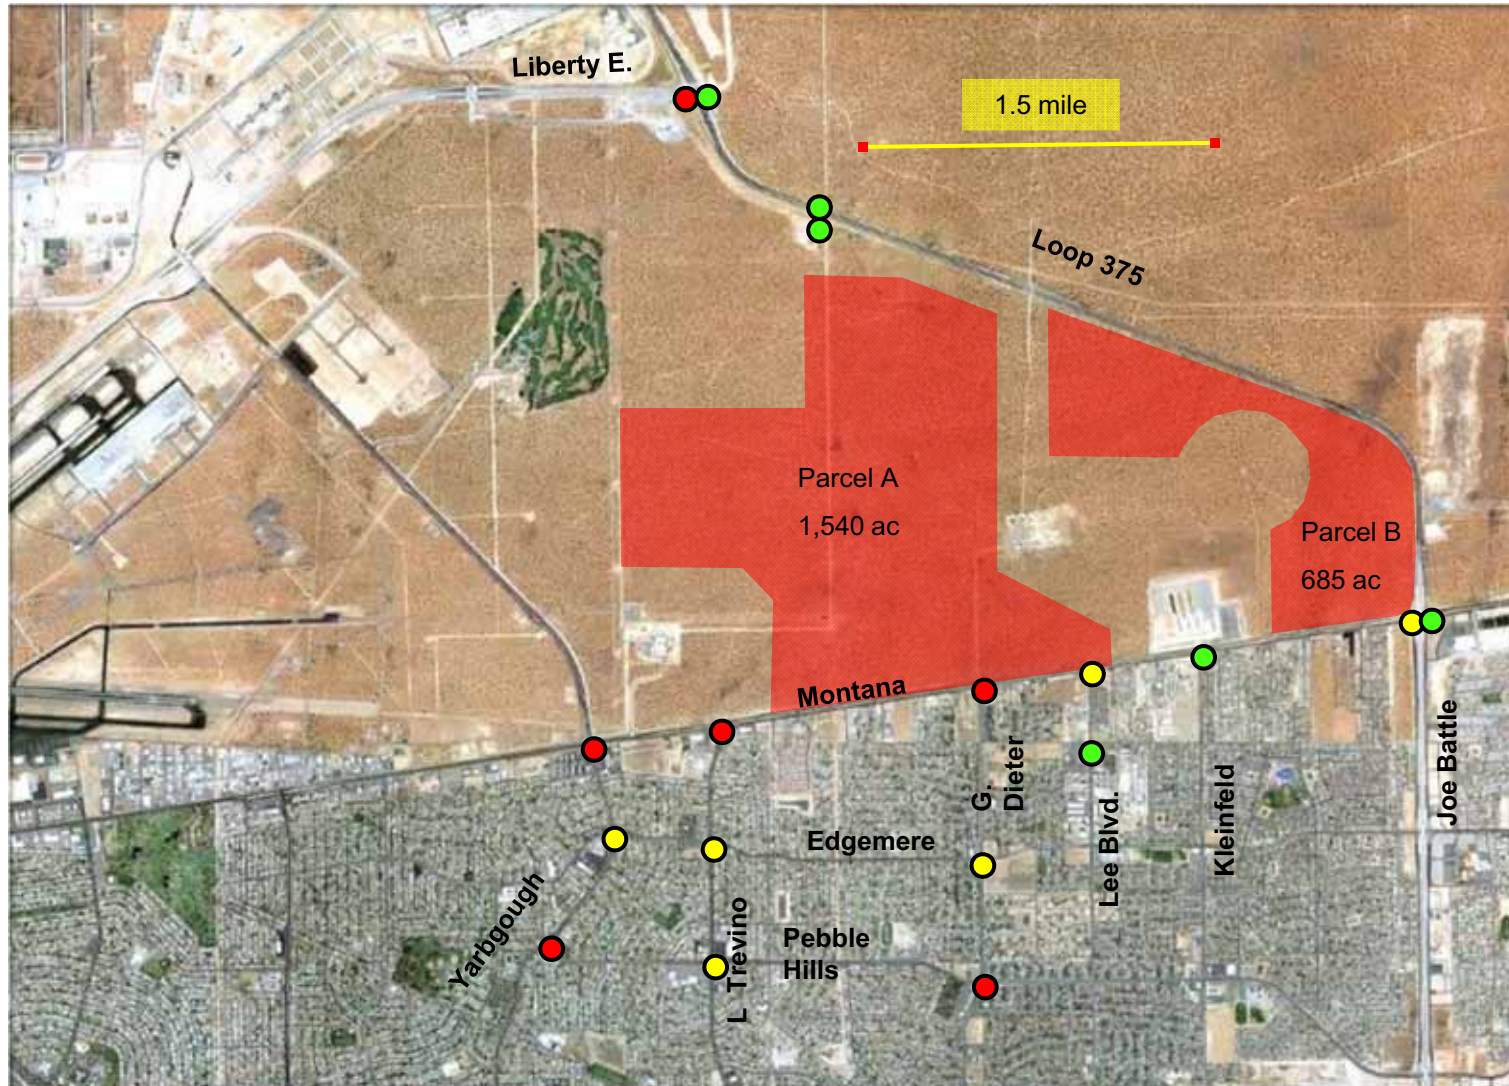 Liberty E.
1.5 mile
Loop 375
Parcel A
1,540 ac
Parcel B
685 ac
Montana
G.
Dieter
Joe Battle
Edgemere
Lee Blvd.
Kleinfeld
Yarbgough
L Trevino
Pebble
Hills